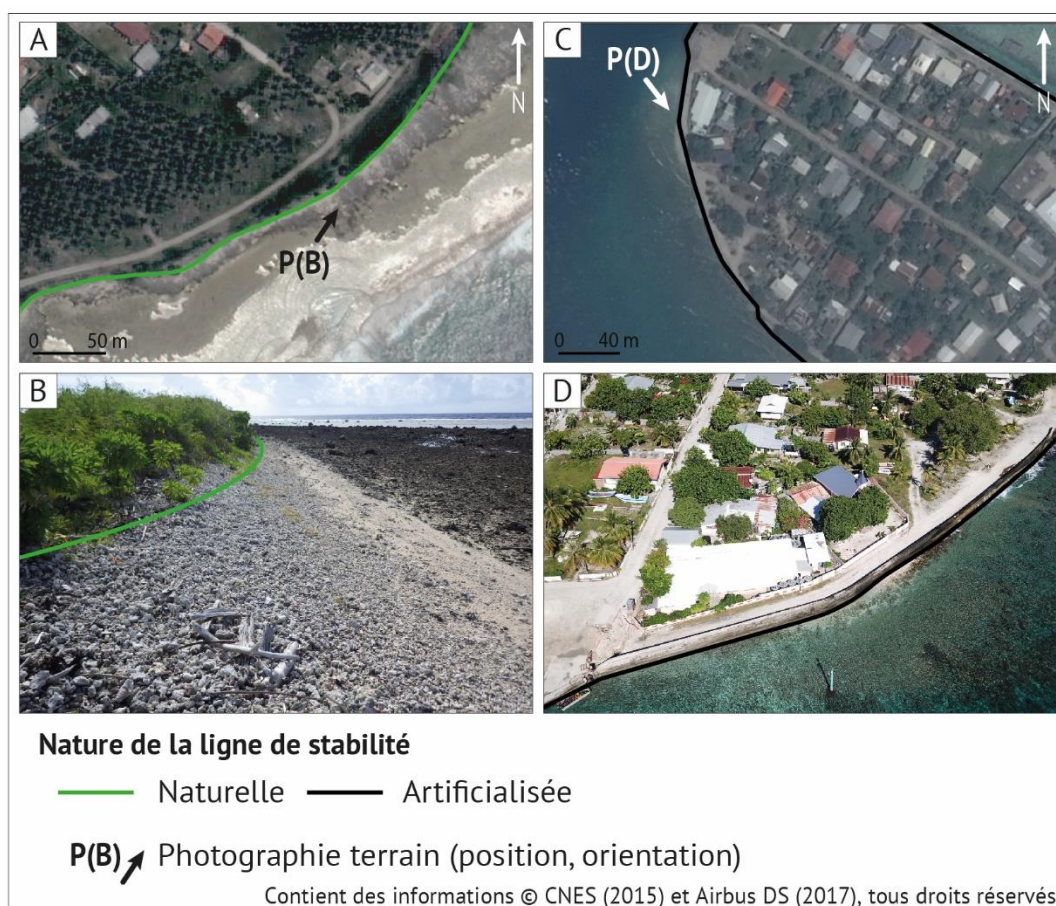 A
N
P(B)
0 50 m
C
P(D)
N
0 40 m
B
D
Nature de la ligne de stabilité
Naturelle Artificialisée
P(B) Photographie terrain (position, orientation)
Contient des informations © CNES (2015) et Airbus DS (2017), tous droits réservés